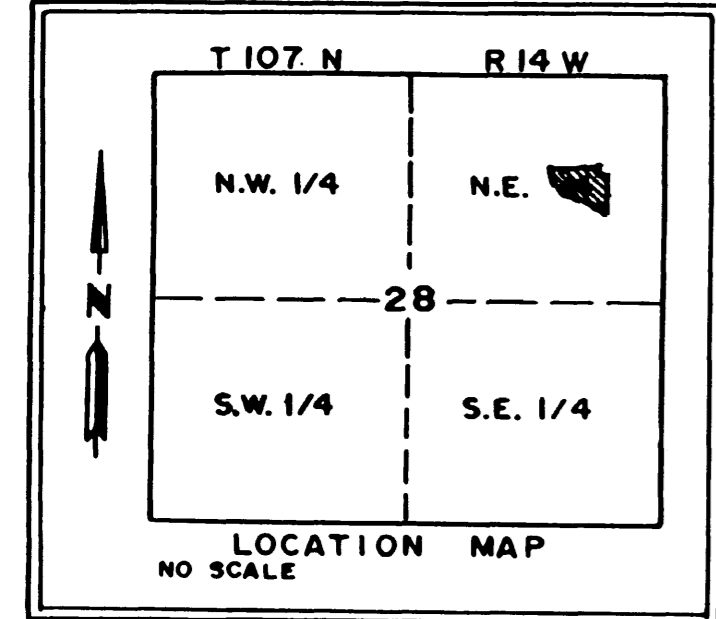 T 107 N R 14 W
N.W. 1/4 N.E.
N
28
S.W. 1/4 S.E. 1/4
LOCATION MAP
NO SCALE